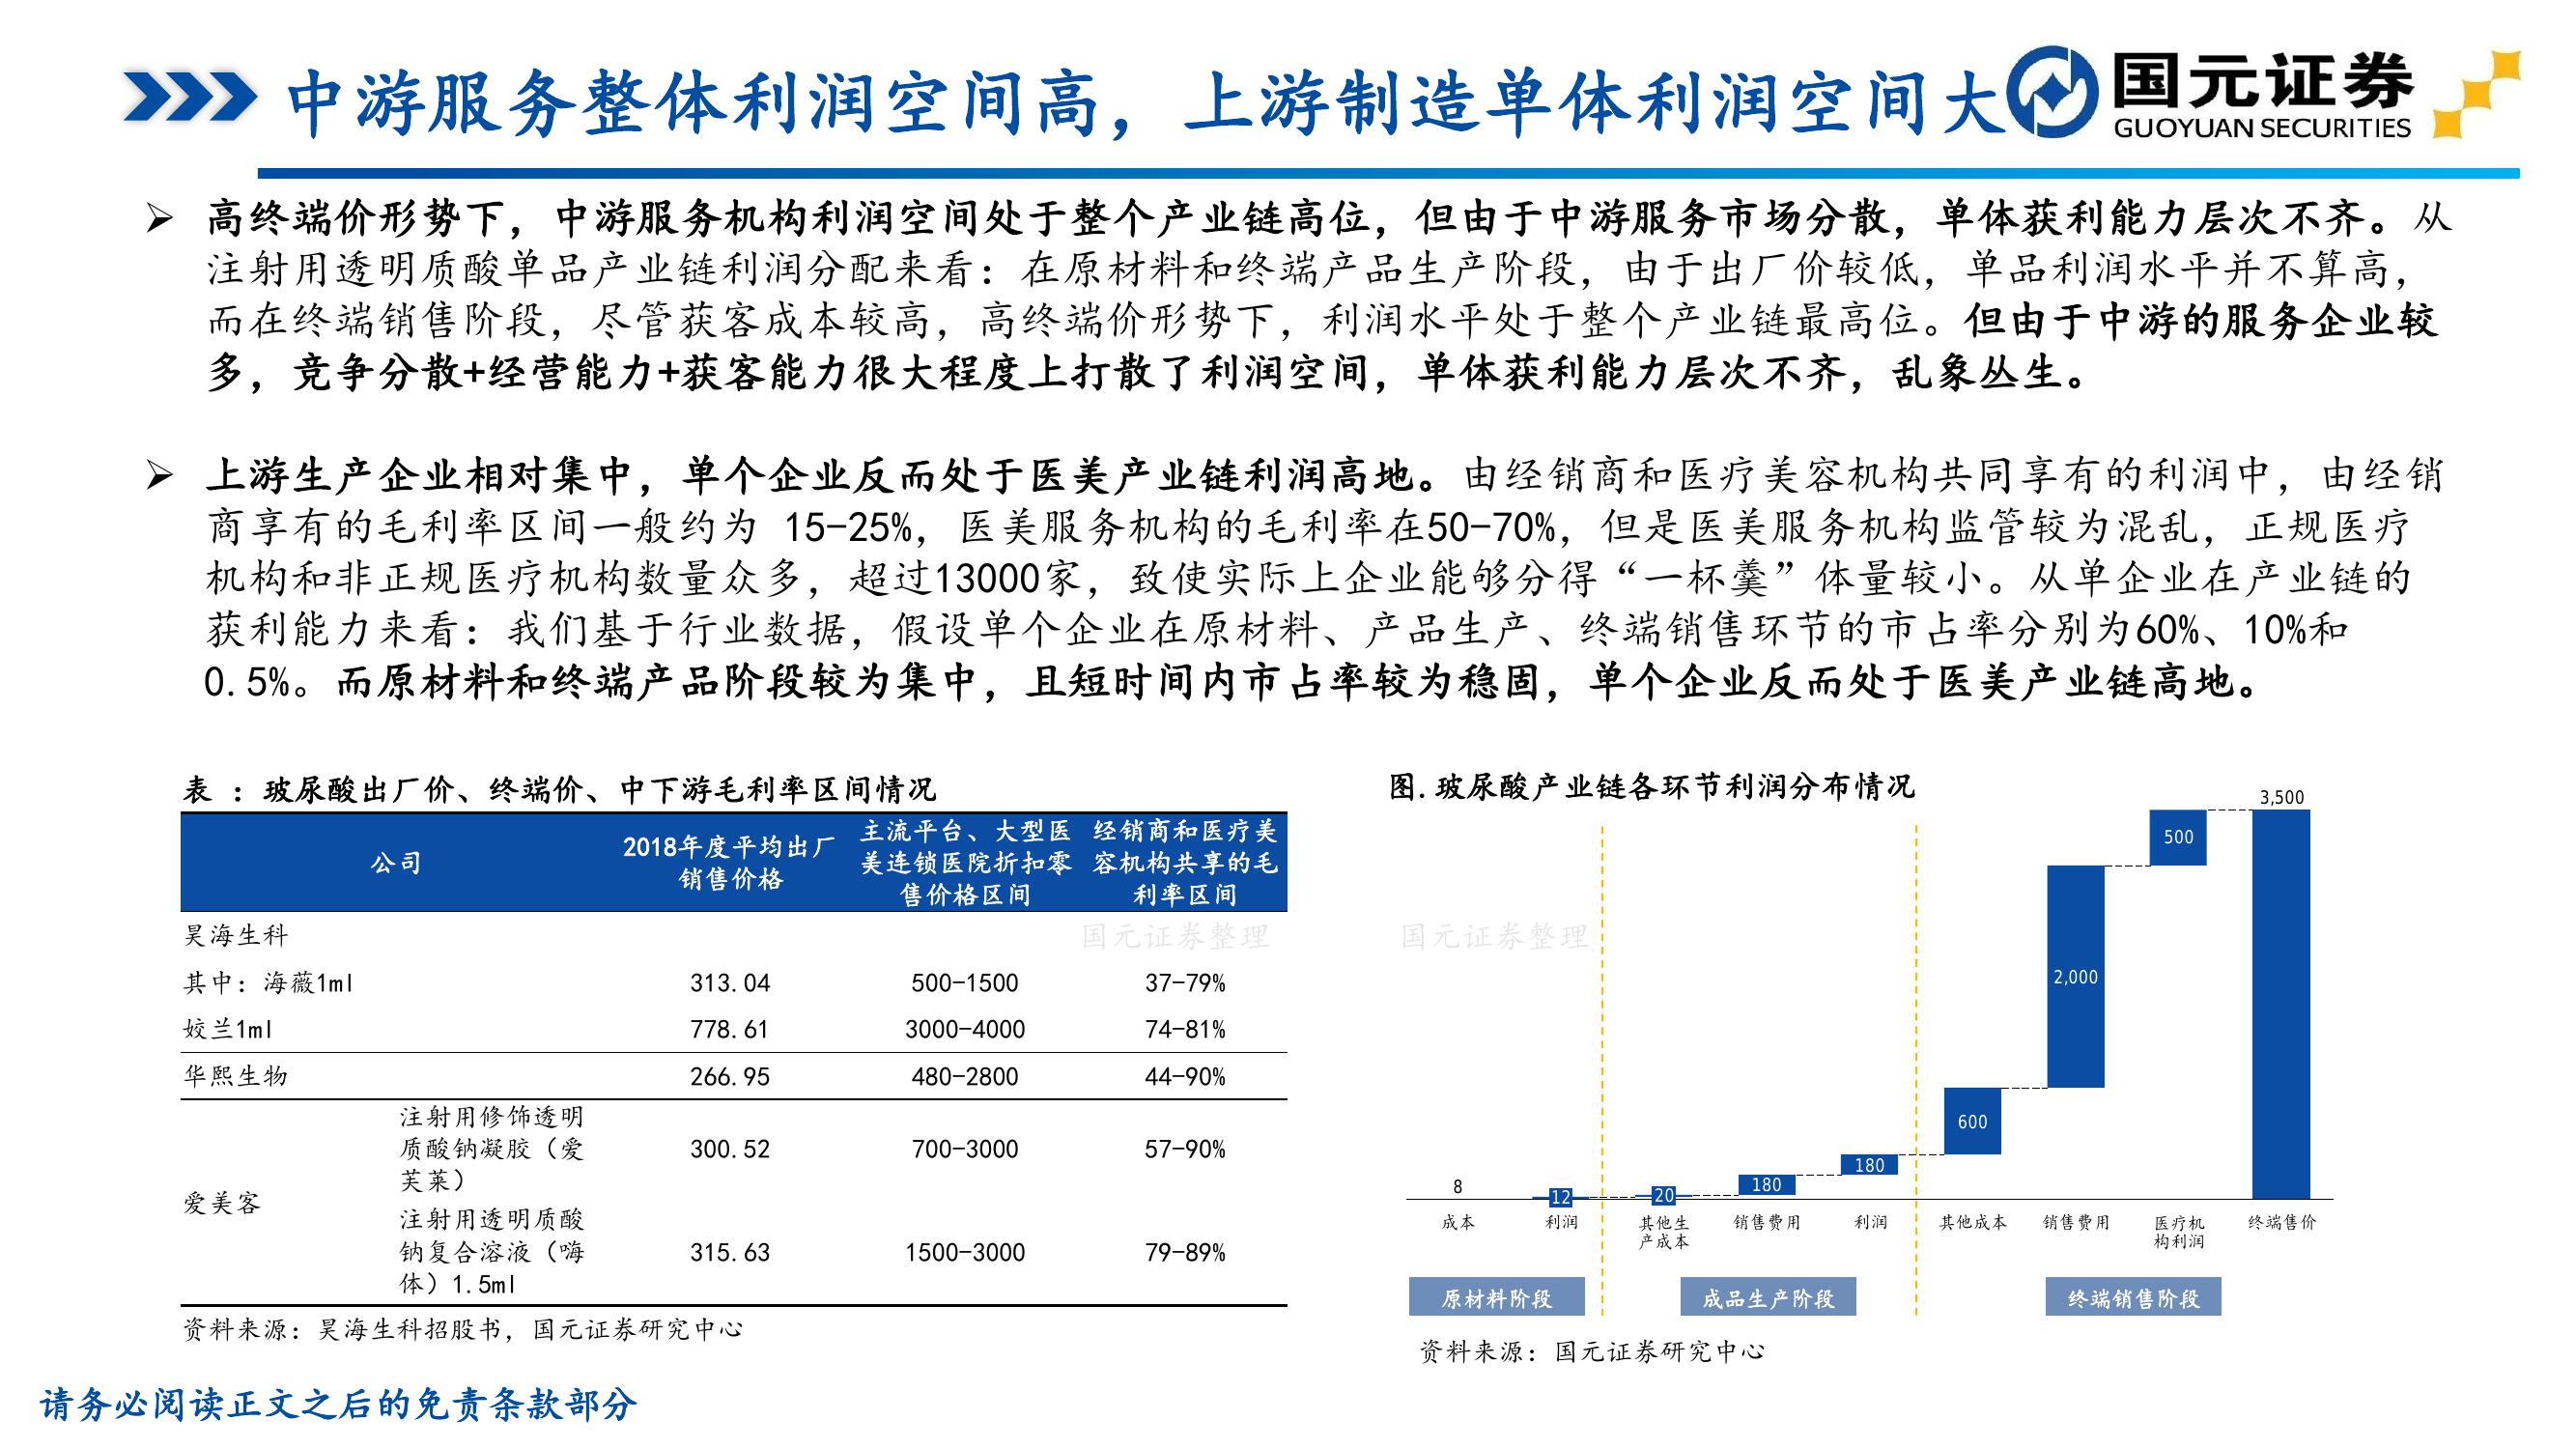 中游服务整体利润空间高，上游制造单体利润空间大
国元证券
GUOYUAN SECURITIES
高终端价形势下，中游服务机构利润空间处于整个产业链高位，但由于中游服务市场分散，单体获利能力层次不齐。从
注射用透明质酸单品产业链利润分配来看：在原材料和终端产品生产阶段，由于出厂价较低，单品利润水平并不算高，
而在终端销售阶段，尽管获客成本较高，高终端价形势下，利润水平处于整个产业链最高位。但由于中游的服务企业较
多，竞争分散+经营能力+获客能力很大程度上打散了利润空间，单体获利能力层次不齐，乱象丛生。
上游生产企业相对集中，单个企业反而处于医美产业链利润高地。由经销商和医疗美容机构共同享有的利润中，由经销
商享有的毛利率区间一般约为 15-25%，医美服务机构的毛利率在50-70%，但是医美服务机构监管较为混乱，正规医疗
机构和非正规医疗机构数量众多，超过13000家，致使实际上企业能够分得“一杯羹”体量较小。从单企业在产业链的
获利能力来看：我们基于行业数据，假设单个企业在原材料、产品生产、终端销售环节的市占率分别为60%、10%和
0.5%。而原材料和终端产品阶段较为集中，且短时间内市占率较为稳固，单个企业反而处于医美产业链高地。
表 ：玻尿酸出厂价、终端价、中下游毛利率区间情况
公司
2018年度平均出厂
销售价格
主流平台、大型医
美连锁医院折扣零
售价格区间
经销商和医疗美
容机构共享的毛
利率区间
昊海生科
国元证券整理
其中：海薇1ml 313.04 500-1500 37-79%
姣兰1ml 778.61 3000-4000 74-81%
华熙生物 266.95 480-2800 44-90%
爱美客
注射用修饰透明
质酸钠凝胶（爱
芙莱）
300.52 700-3000 57-90%
注射用透明质酸
钠复合溶液（嗨
体）1.5ml
315.63 1500-3000 79-89%
资料来源：昊海生科招股书，国元证券研究中心
图.玻尿酸产业链各环节利润分布情况
国元证券整理
8
12
20
180
180
600
2,000
500
3,500
成本
利润
其他生
产成本
销售费用
利润
其他成本
销售费用
医疗机
构利润
终端售价
原材料阶段
成品生产阶段
终端销售阶段
资料来源：国元证券研究中心
请务必阅读正文之后的免责条款部分